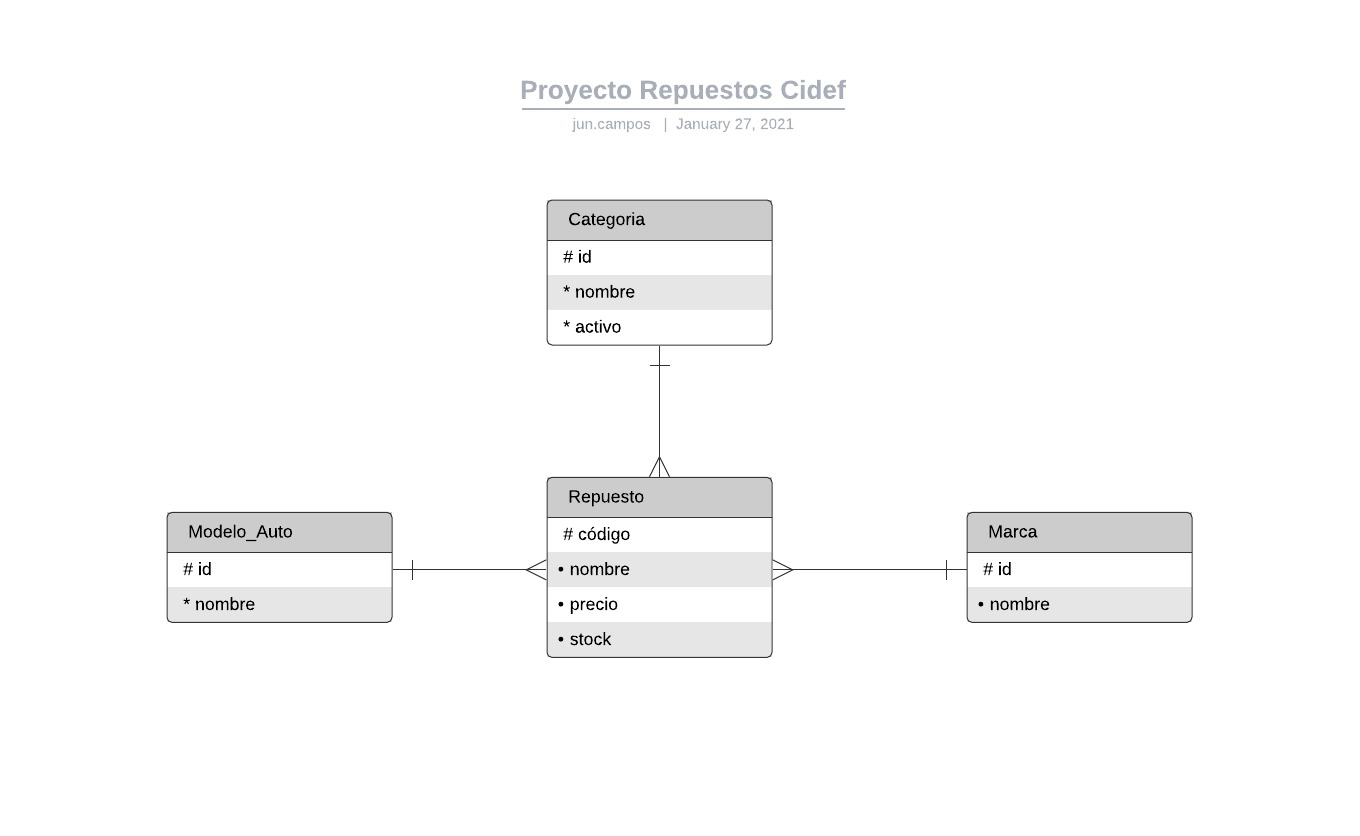 Proyecto Repuestos Cidef
jun.campos | January 27, 2021
Categoria
# id
* nombre
* activo
Repuesto
# código
• nombre
• precio
• stock
Modelo_Auto
# id
* nombre
Marca
# id
• nombre